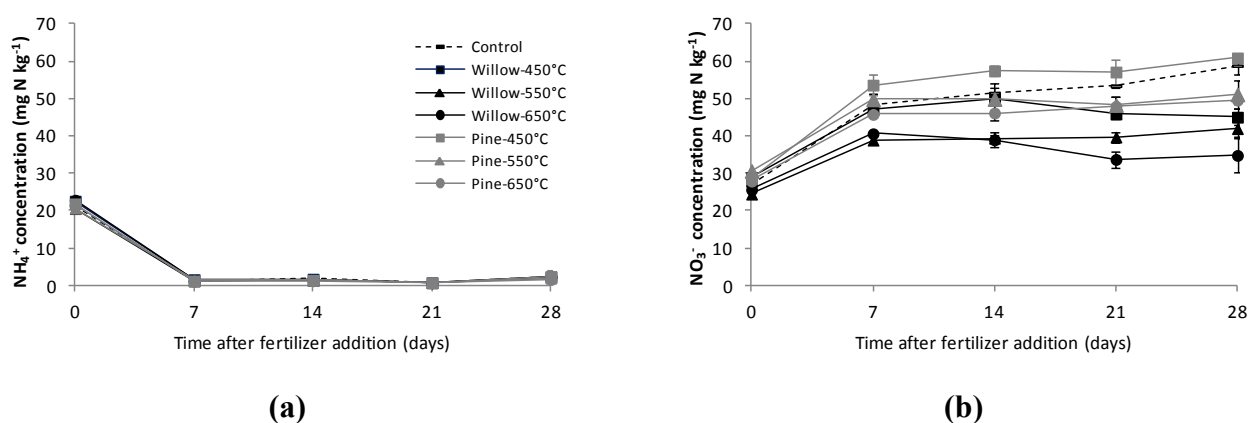 NH₄⁺ concentration (mg N kg⁻¹)
70
60
50
40
30
20
10
0
0 7 14 21 28
Time after fertilizer addition (days)
Control
Willow-450°C
Willow-550°C
Willow-650°C
Pine-450°C
Pine-550°C
Pine-650°C
(a)
NO₃⁻ concentration (mg N kg⁻¹)
70
60
50
40
30
20
10
0
0 7 14 21 28
Time after fertilizer addition (days)
(b)